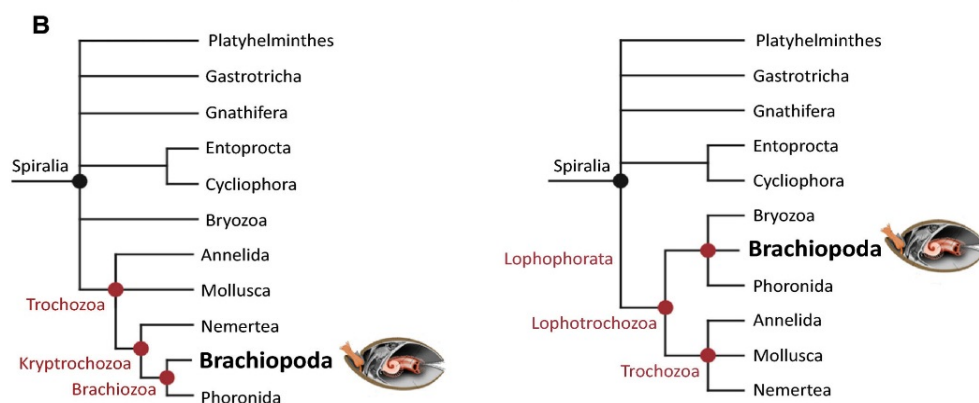 B
Platyhelminthes
Gastrotricha
Gnathifera
Entoprocta
Spiralia
Cycliophora
Bryozoa
Annelida
Mollusca
Trochozoa
Nemertea
Kryptrochozoa
Brachiopoda
Brachiozoa
Phoronida
Platyhelminthes
Gastrotricha
Gnathifera
Entoprocta
Spiralia
Cycliophora
Bryozoa
Lophophorata
Brachiopoda
Phoronida
Lophotrochozoa
Annelida
Mollusca
Trochozoa
Nemertea